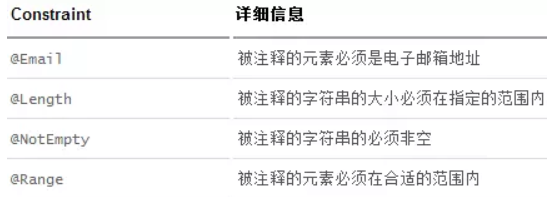 Constraint 详细信息
@Email 被注释的元素必须是电子邮箱地址
@Length 被注释的字符串的大小必须在指定的范围内
@NotEmpty 被注释的字符串的必须非空
@Range 被注释的元素必须在合适的范围内